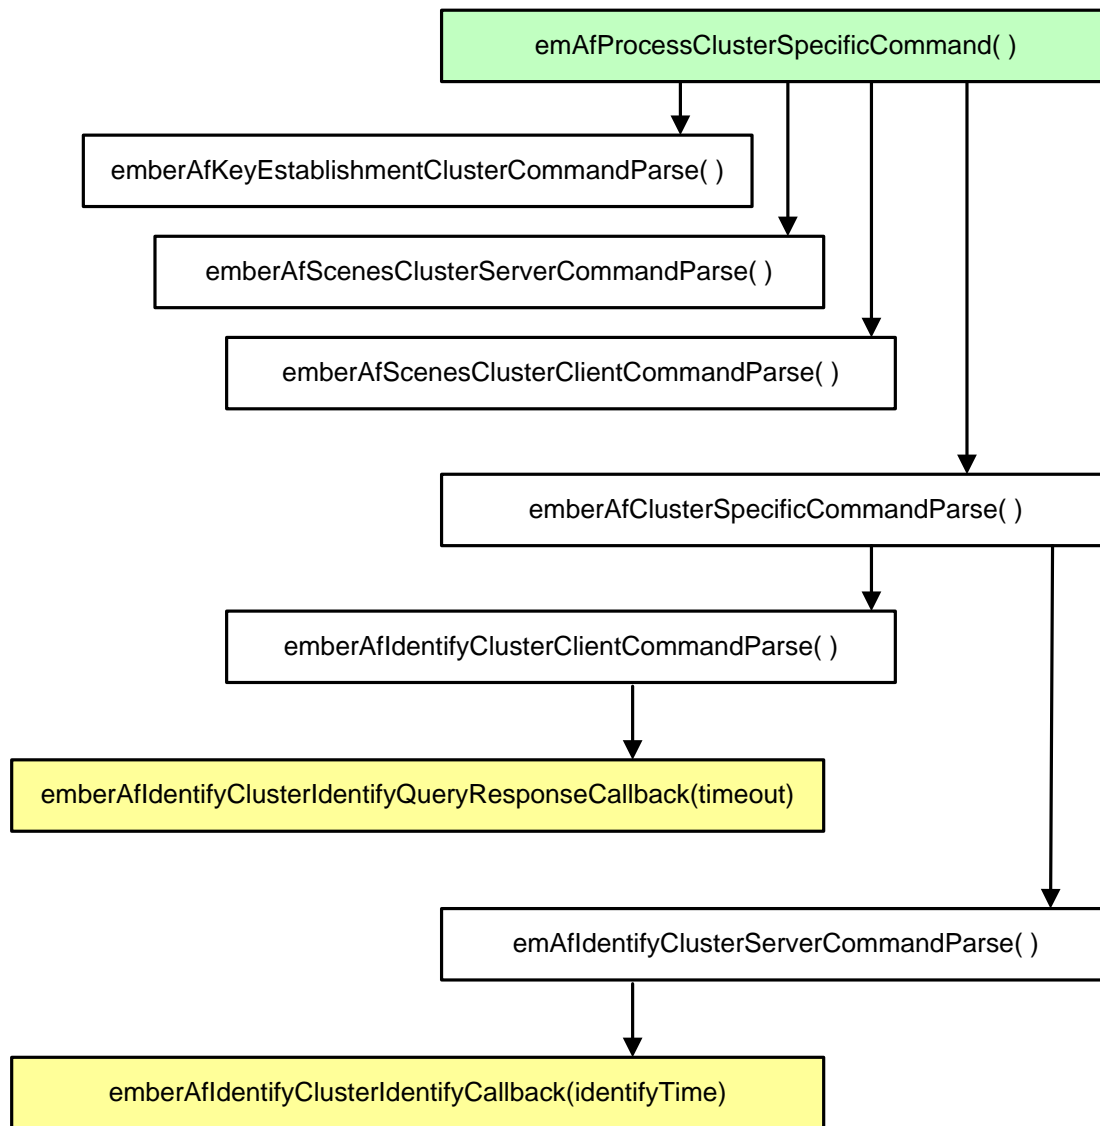 emAfProcessClusterSpecificCommand( )
emberAfKeyEstablishmentClusterCommandParse( )
emberAfScenesClusterServerCommandParse( )
emberAfScenesClusterClientCommandParse( )
emberAfClusterSpecificCommandParse( )
emberAfIdentifyClusterClientCommandParse( )
emberAfIdentifyClusterIdentifyQueryResponseCallback(timeout)
emAfIdentifyClusterServerCommandParse( )
emberAfIdentifyClusterIdentifyCallback(identifyTime)